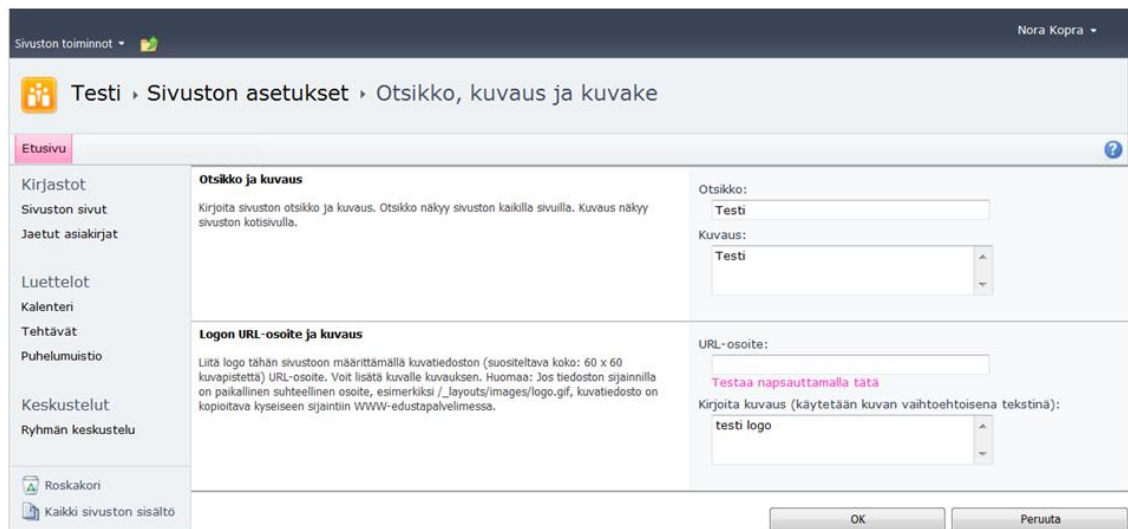 Nora Kopra
Sivuston toiminnot
Testi › Sivuston asetukset › Otsikko, kuvaus ja kuvake
Etusivu
Kirjastot
Sivuston sivut
Jaetut asiakirjat
Luettelot
Kalenteri
Tehtävät
Puhelumuistio
Keskustelut
Ryhmän keskustelu
Roskakori
Kaikki sivuston sisältö
Otsikko ja kuvaus
Kirjoita sivuston otsikko ja kuvaus. Otsikko näkyy sivuston kaikilla sivuilla. Kuvaus näkyy
sivuston kotisivulla.
Otsikko:
Testi
Kuvaus:
Testi
Logon URL-osoite ja kuvaus
Liitä logo tähän sivustoon määrittämällä kuvatiedoston (suositeltava koko: 60 x 60
kuvapistettä) URL-osoite. Voit lisätä kuvalle kuvauksen. Huomaa: Jos tiedoston sijainnilla
on paikallinen suhteellinen osoite, esimerkiksi /_layouts/images/logo.gif, kuvatiedosto on
kopioitava kyseiseen sijaintiin WWW-edustapalvelimessa.
URL-osoite:
Testaa napsauttamalla tätä
Kirjoita kuvaus (käytetään kuvan vaihtoehtoisena tekstinä):
testi logo
OK
Peruuta